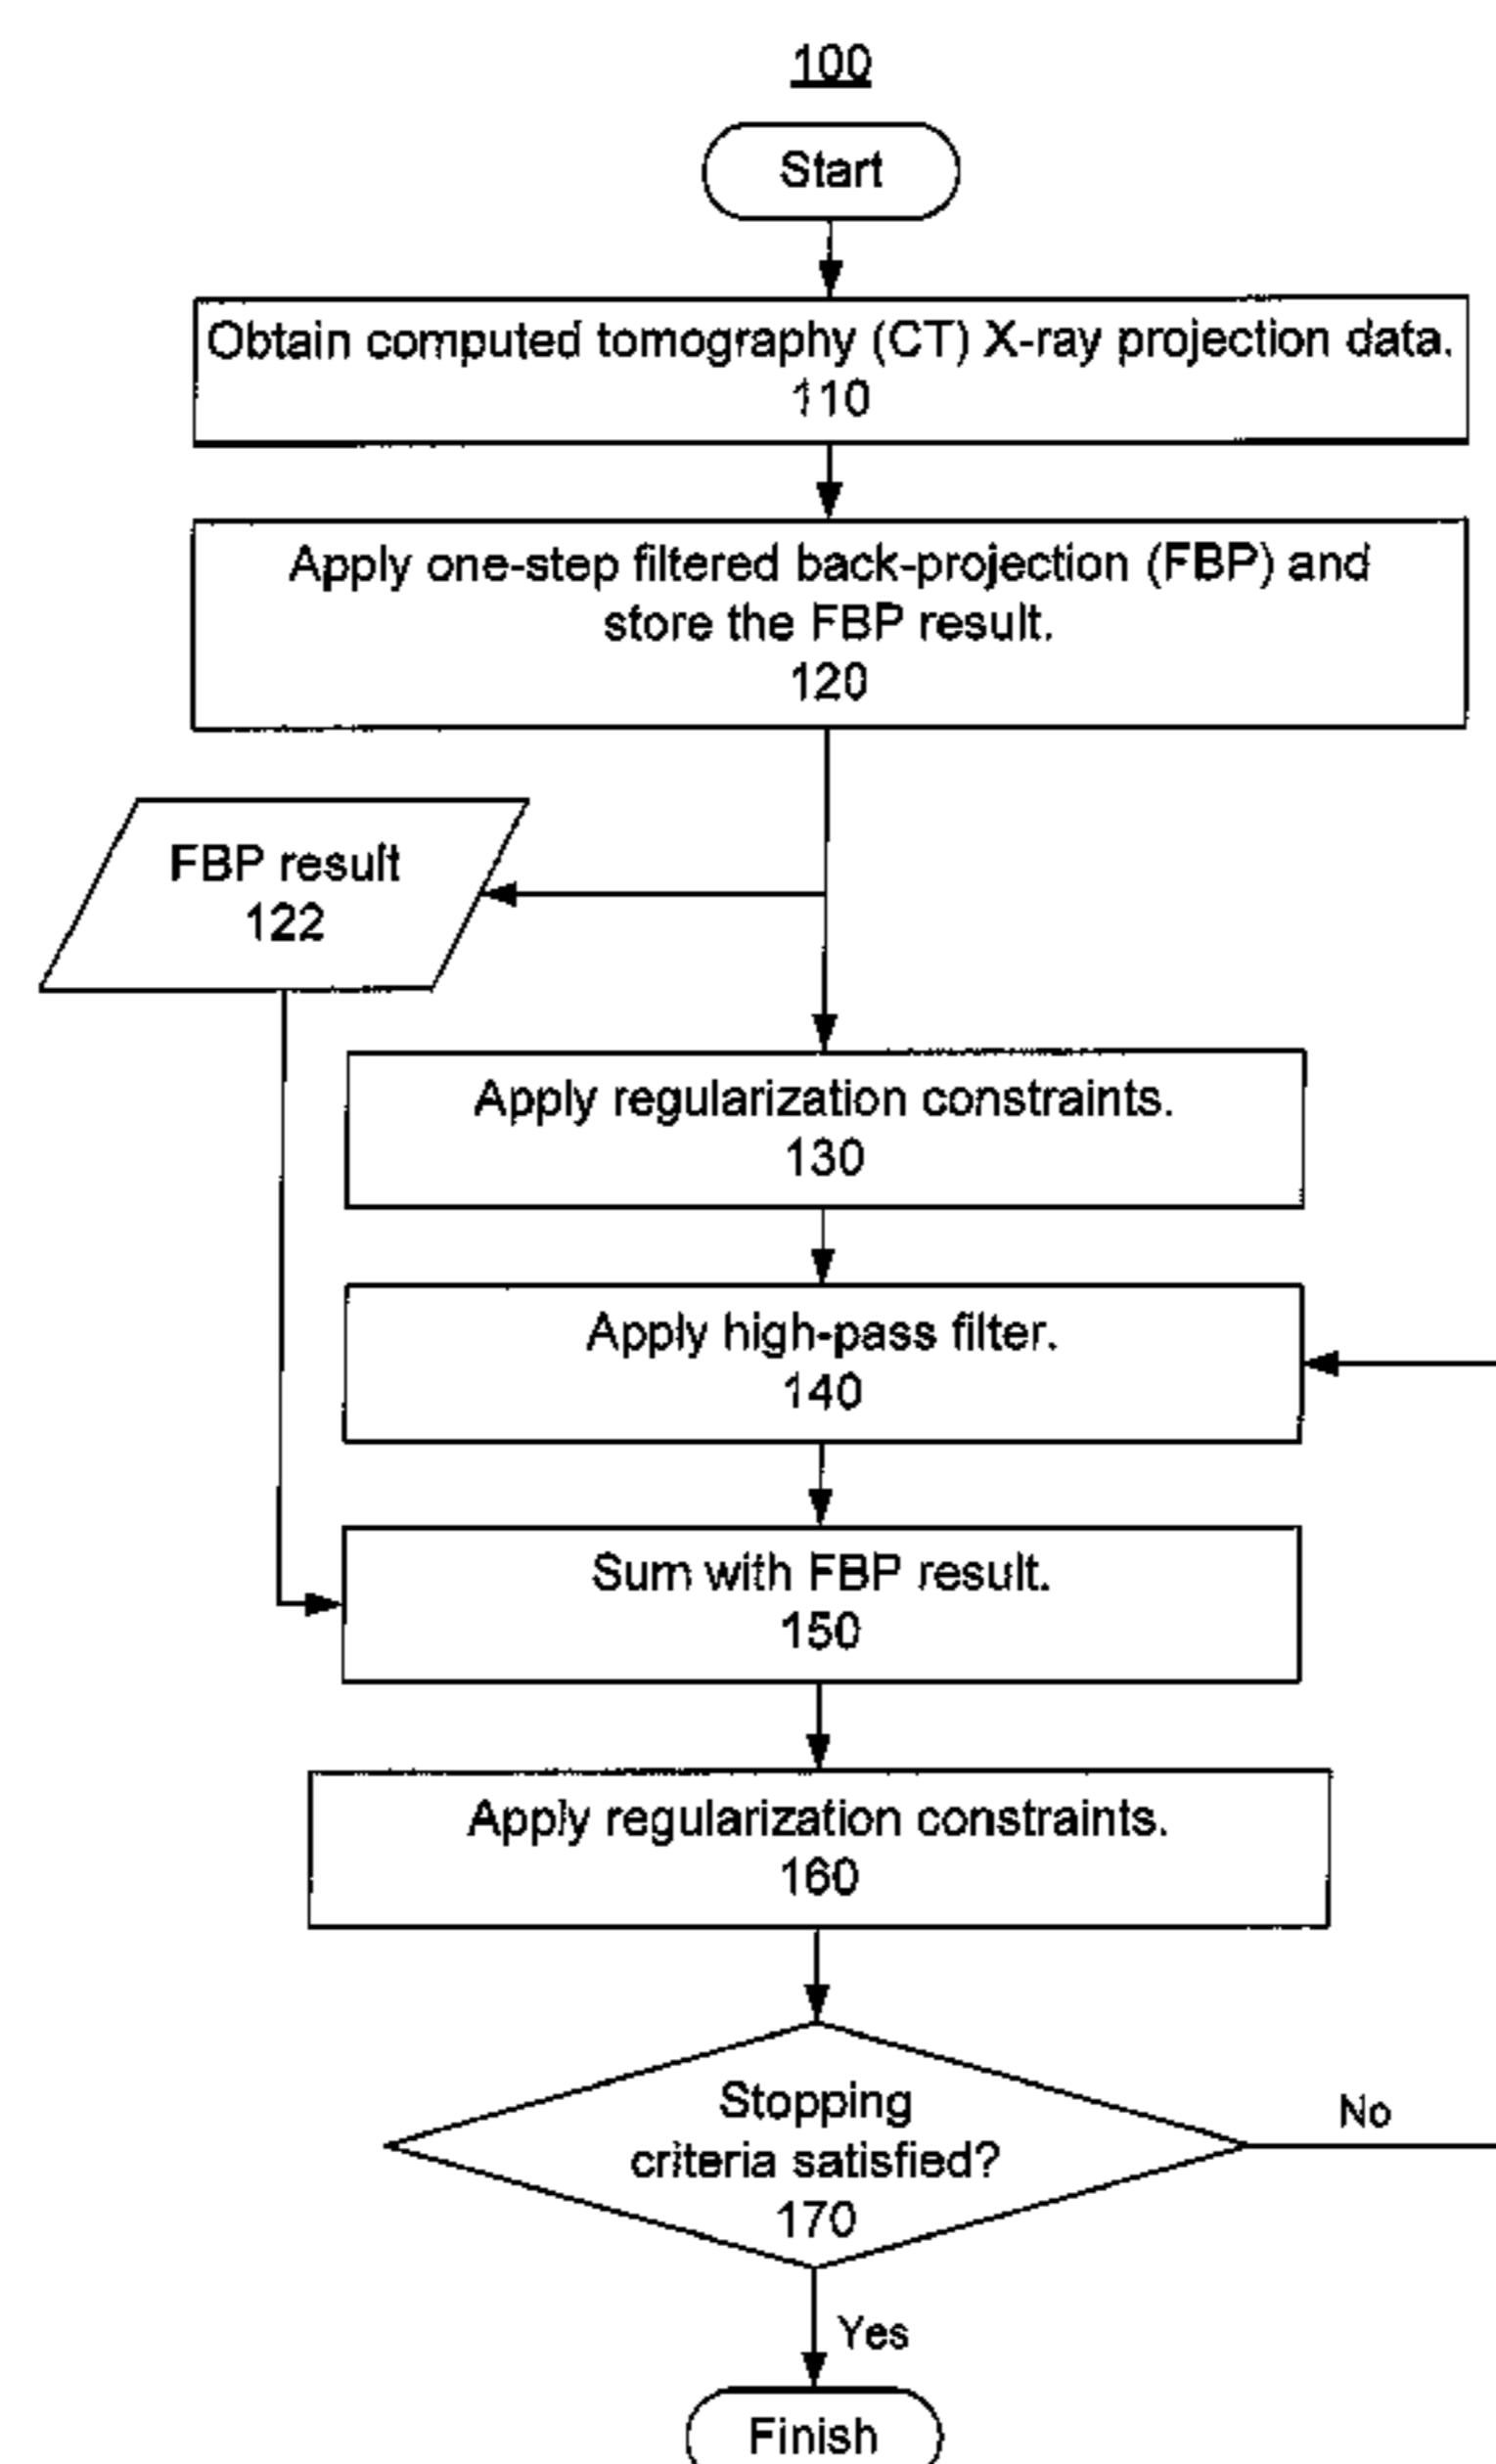 100
Start
Obtain computed tomography (CT) X-ray projection data.
110
Apply one-step filtered back-projection (FBP) and
store the FBP result.
120
FBP result
122
Apply regularization constraints.
130
Apply high-pass filter.
140
Sum with FBP result.
150
Apply regularization constraints.
160
Stopping
criteria satisfied?
170
No
Yes
Finish